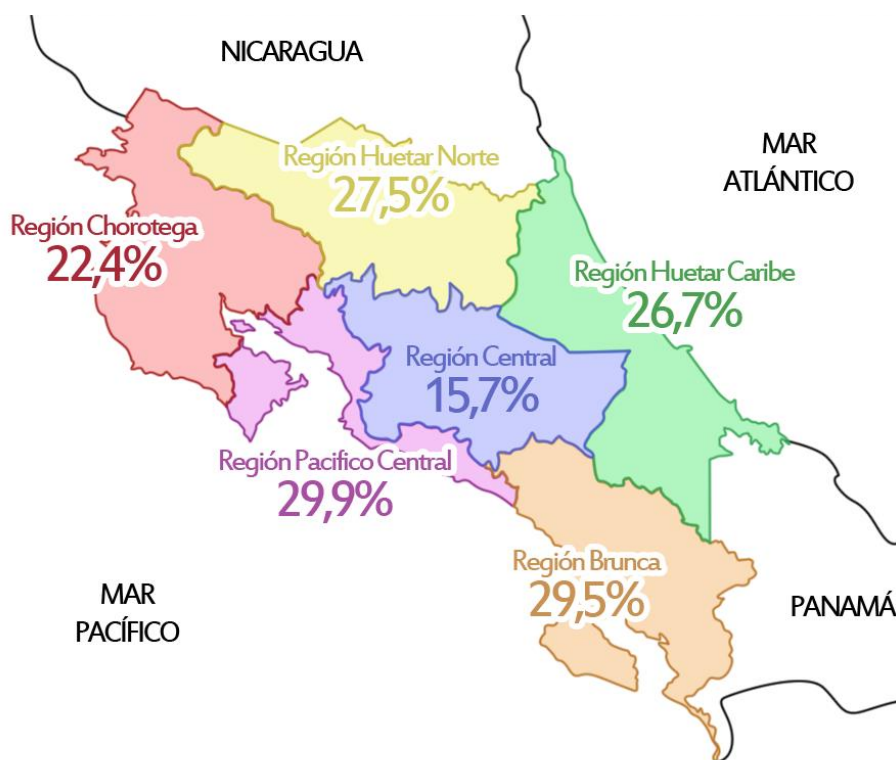 NICARAGUA
MAR
ATLÁNTICO
Región Huetar Norte
27,5%
Región Chorotega
22,4%
Región Huetar Caribe
26,7%
Región Central
15,7%
Región Pacifico Central
29,9%
Región Brunca
29,5%
MAR
PACÍFICO
PANAMÁ